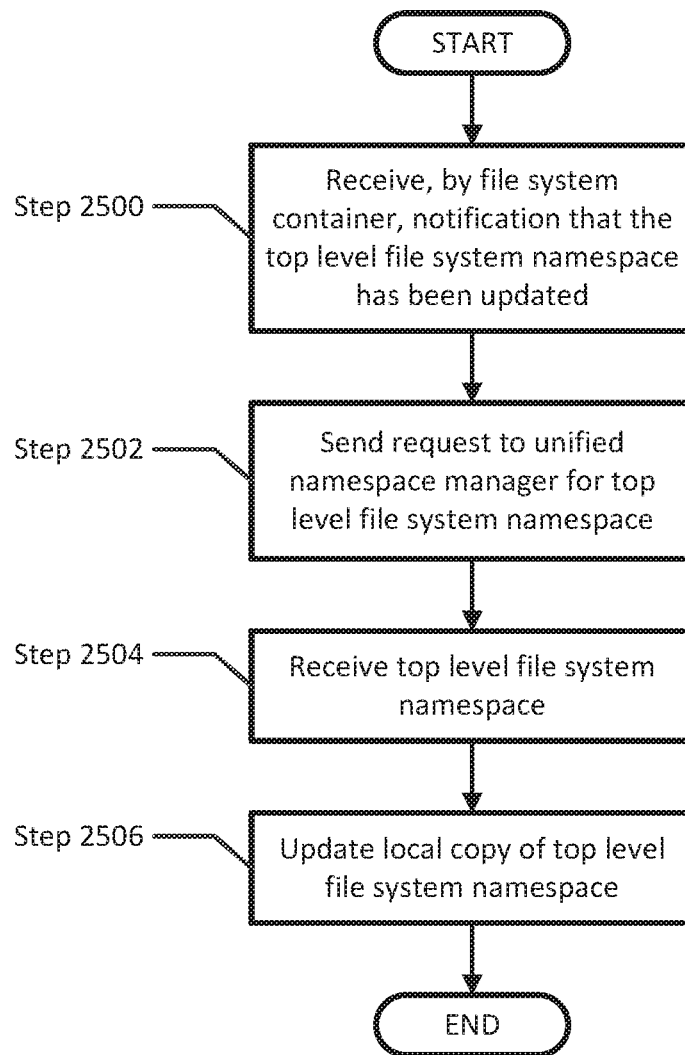 START
Step 2500
Receive, by file system
container, notification that the
top level file system namespace
has been updated
Step 2502
Send request to unified
namespace manager for top
level file system namespace
Step 2504
Receive top level file system
namespace
Step 2506
Update local copy of top level
file system namespace
END